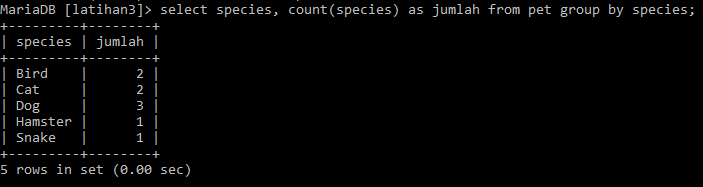 MariaDB [latihan3]> select species, count(species) as jumlah from pet group by species;
+---------+--------+
| species | jumlah |
+---------+--------+
| Bird    |      2 |
| Cat     |      2 |
| Dog     |      3 |
| Hamster |      1 |
| Snake   |      1 |
+---------+--------+
5 rows in set (0.00 sec)